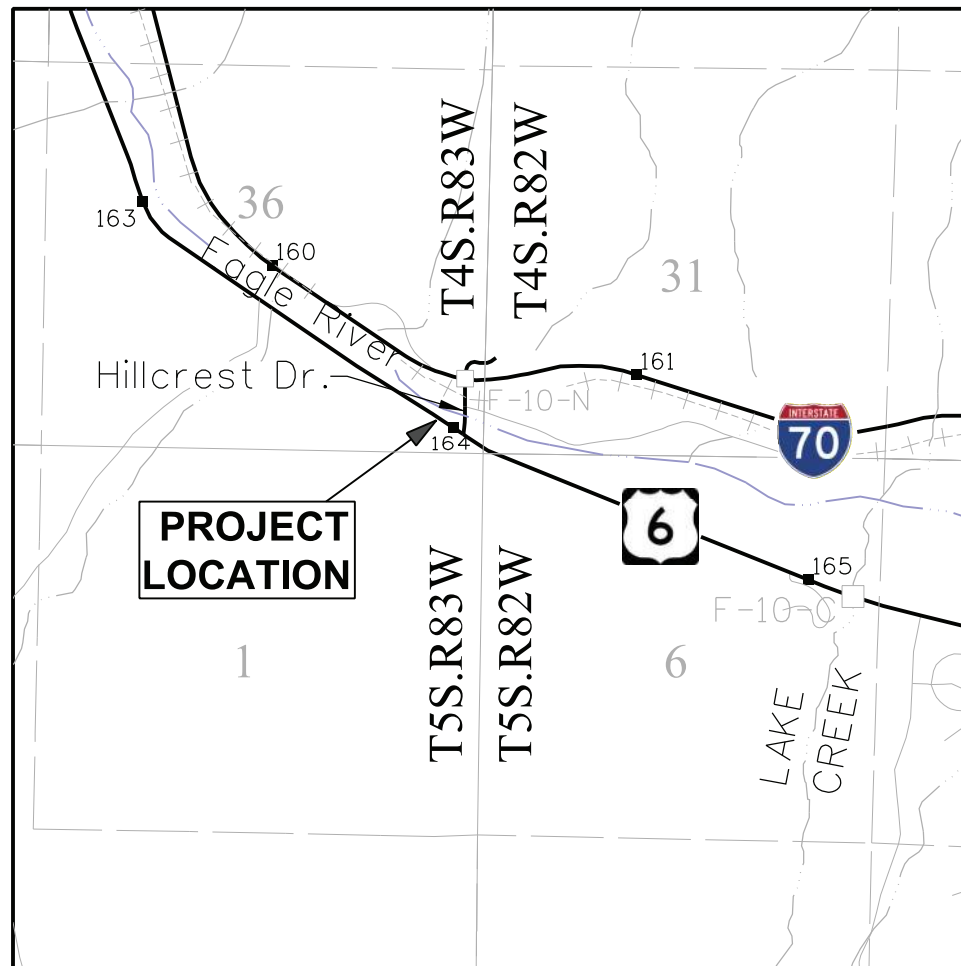 T4S.R83W
T4S.R82W
36
163
160
Eagle River
31
Hillcrest Dr.
161
F-10-N
INTERSTATE
70
164
PROJECT
LOCATION
6
165
F-10-C
T5S.R83W
T5S.R82W
1
6
LAKE
CREEK